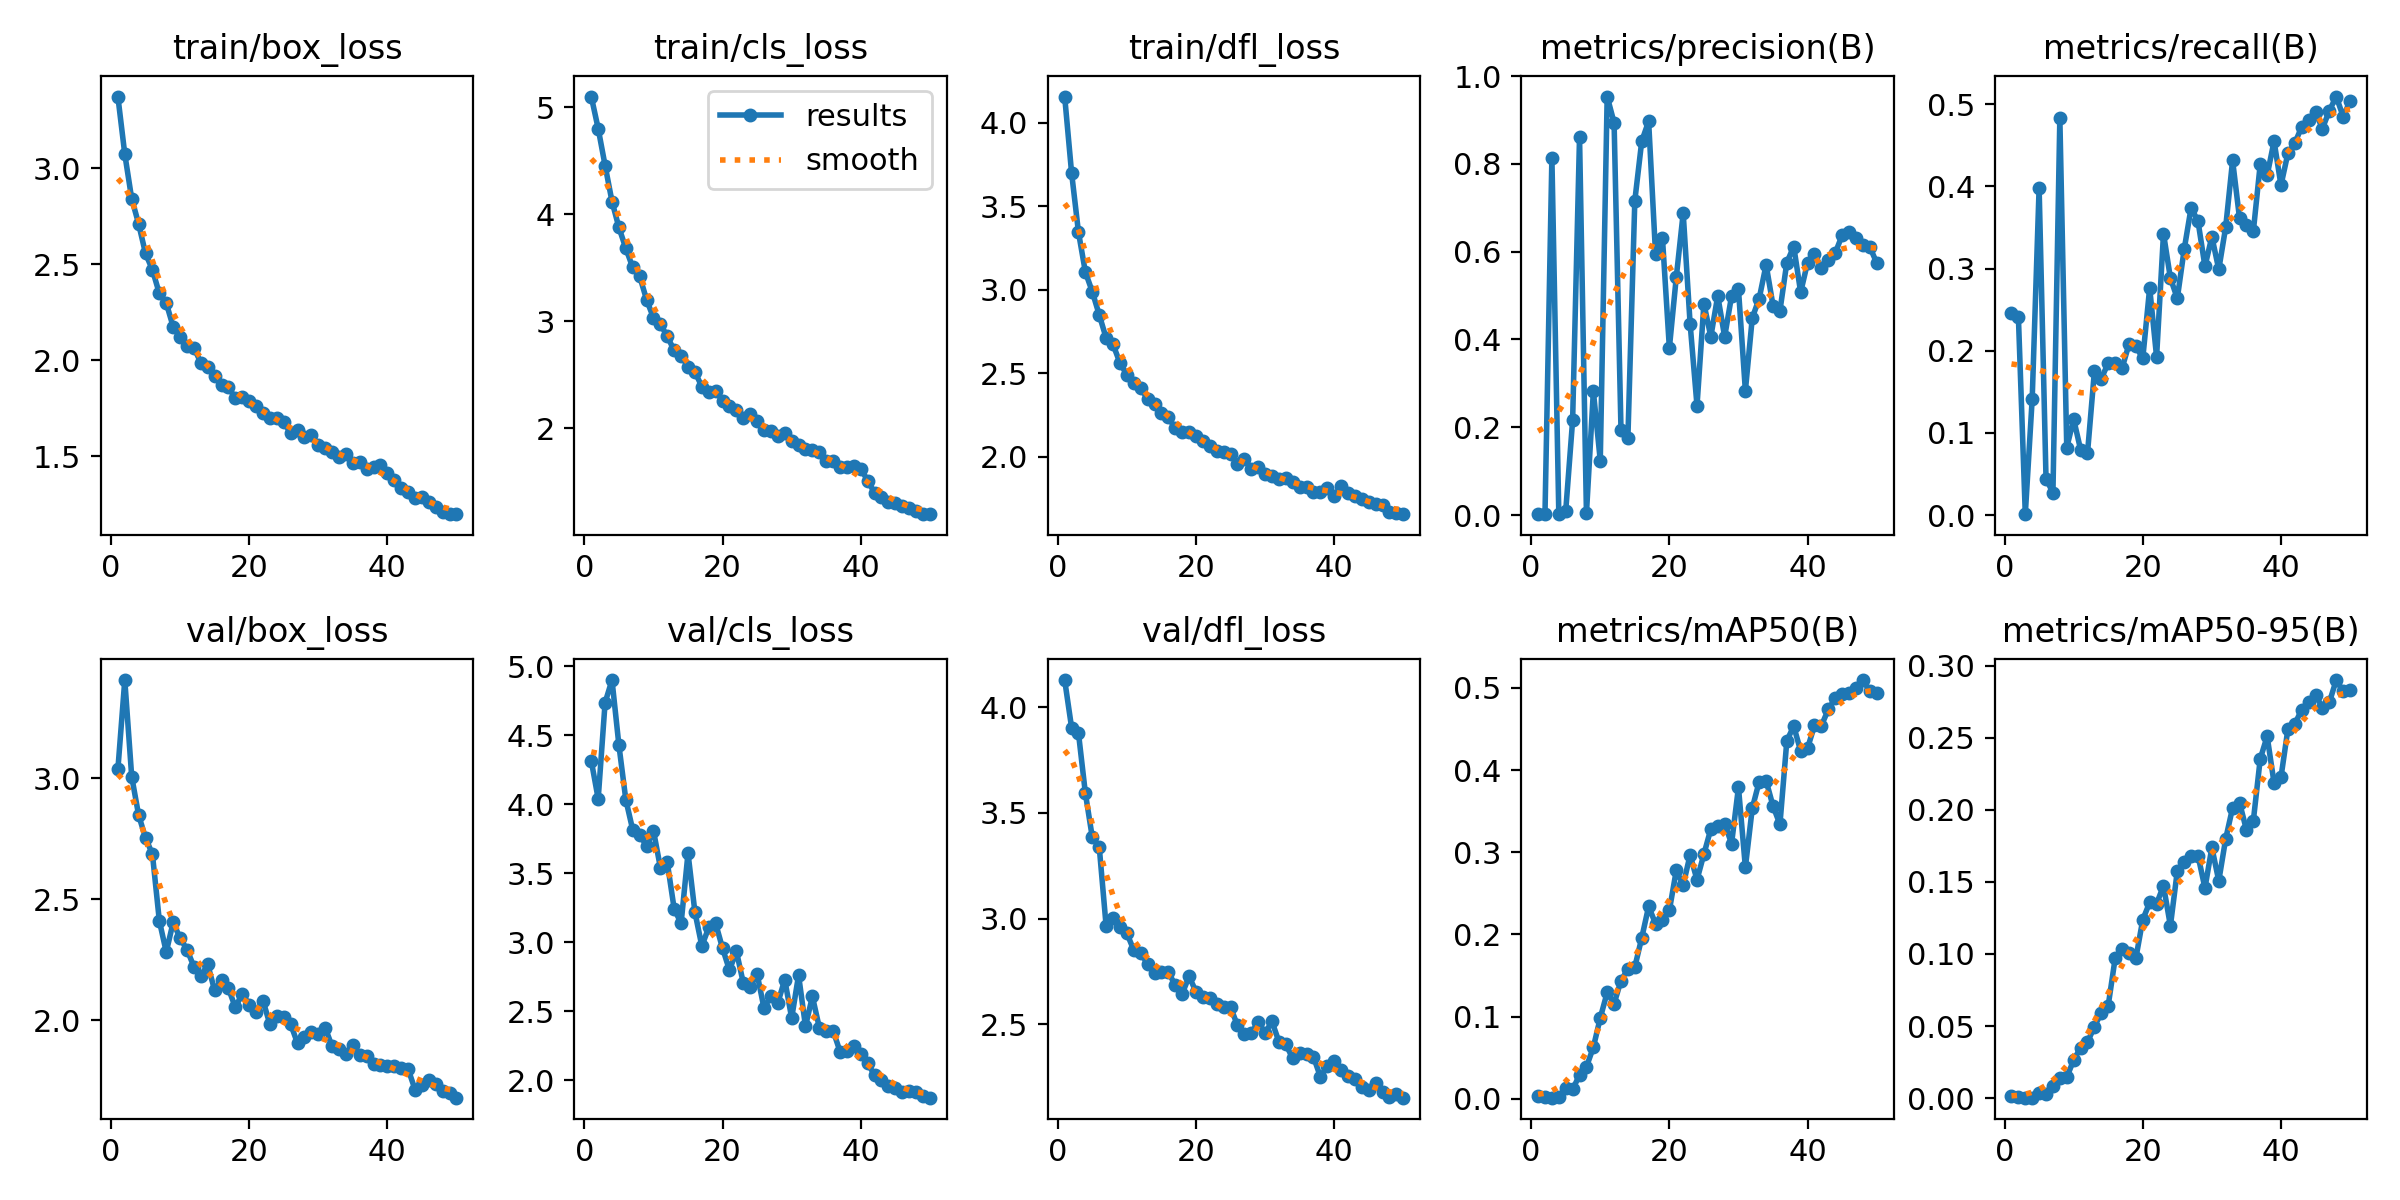 train/box_loss
3.0
2.5
2.0
1.5
0 20 40
train/cls_loss
results
smooth
5
4
3
2
0 20 40
train/dfl_loss
4.0
3.5
3.0
2.5
2.0
0 20 40
metrics/precision(B)
1.0
0.8
0.6
0.4
0.2
0.0
0 20 40
metrics/recall(B)
0.5
0.4
0.3
0.2
0.1
0.0
0 20 40
val/box_loss
3.0
2.5
2.0
0 20 40
val/cls_loss
5.0
4.5
4.0
3.5
3.0
2.5
2.0
0 20 40
val/dfl_loss
4.0
3.5
3.0
2.5
0 20 40
metrics/mAP50(B)
0.5
0.4
0.3
0.2
0.1
0.0
0 20 40
metrics/mAP50-95(B)
0.30
0.25
0.20
0.15
0.10
0.05
0.00
0 20 40